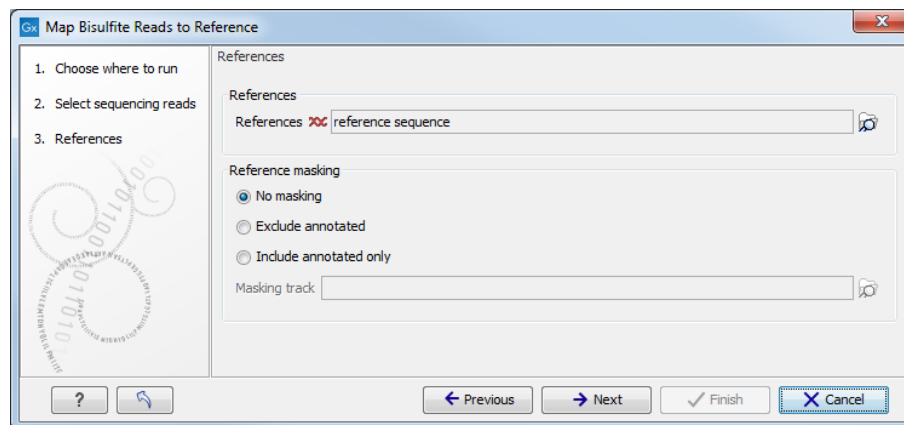 Gx Map Bisulfite Reads to Reference
1. Choose where to run
2. Select sequencing reads
3. References
References
References
References reference sequence
Reference masking
No masking
Exclude annotated
Include annotated only
Masking track
? Previous Next Finish Cancel